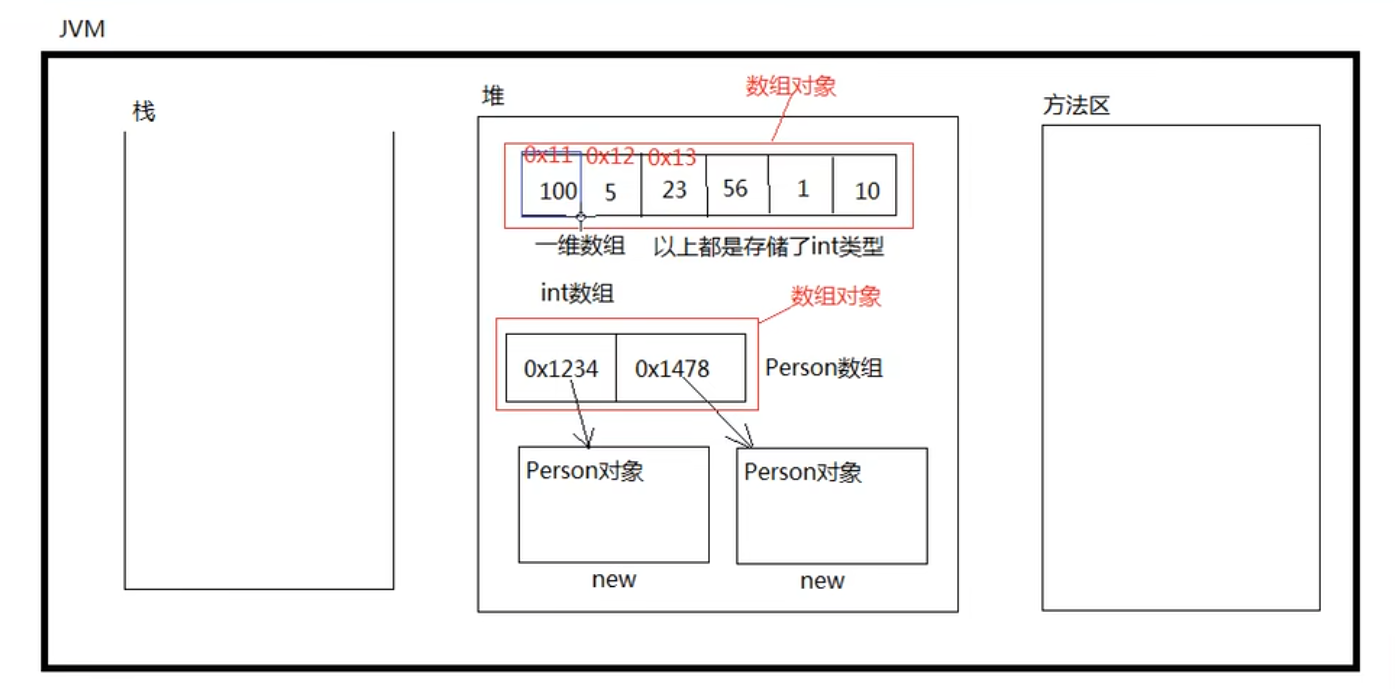 JVM
栈
堆
数组对象
方法区
0x11 0x12 0x13
100 5 23 56 1 10
一维数组 以上都是存储了int类型
int数组
数组对象
0x1234 0x1478 Person数组
Person对象 Person对象
new new